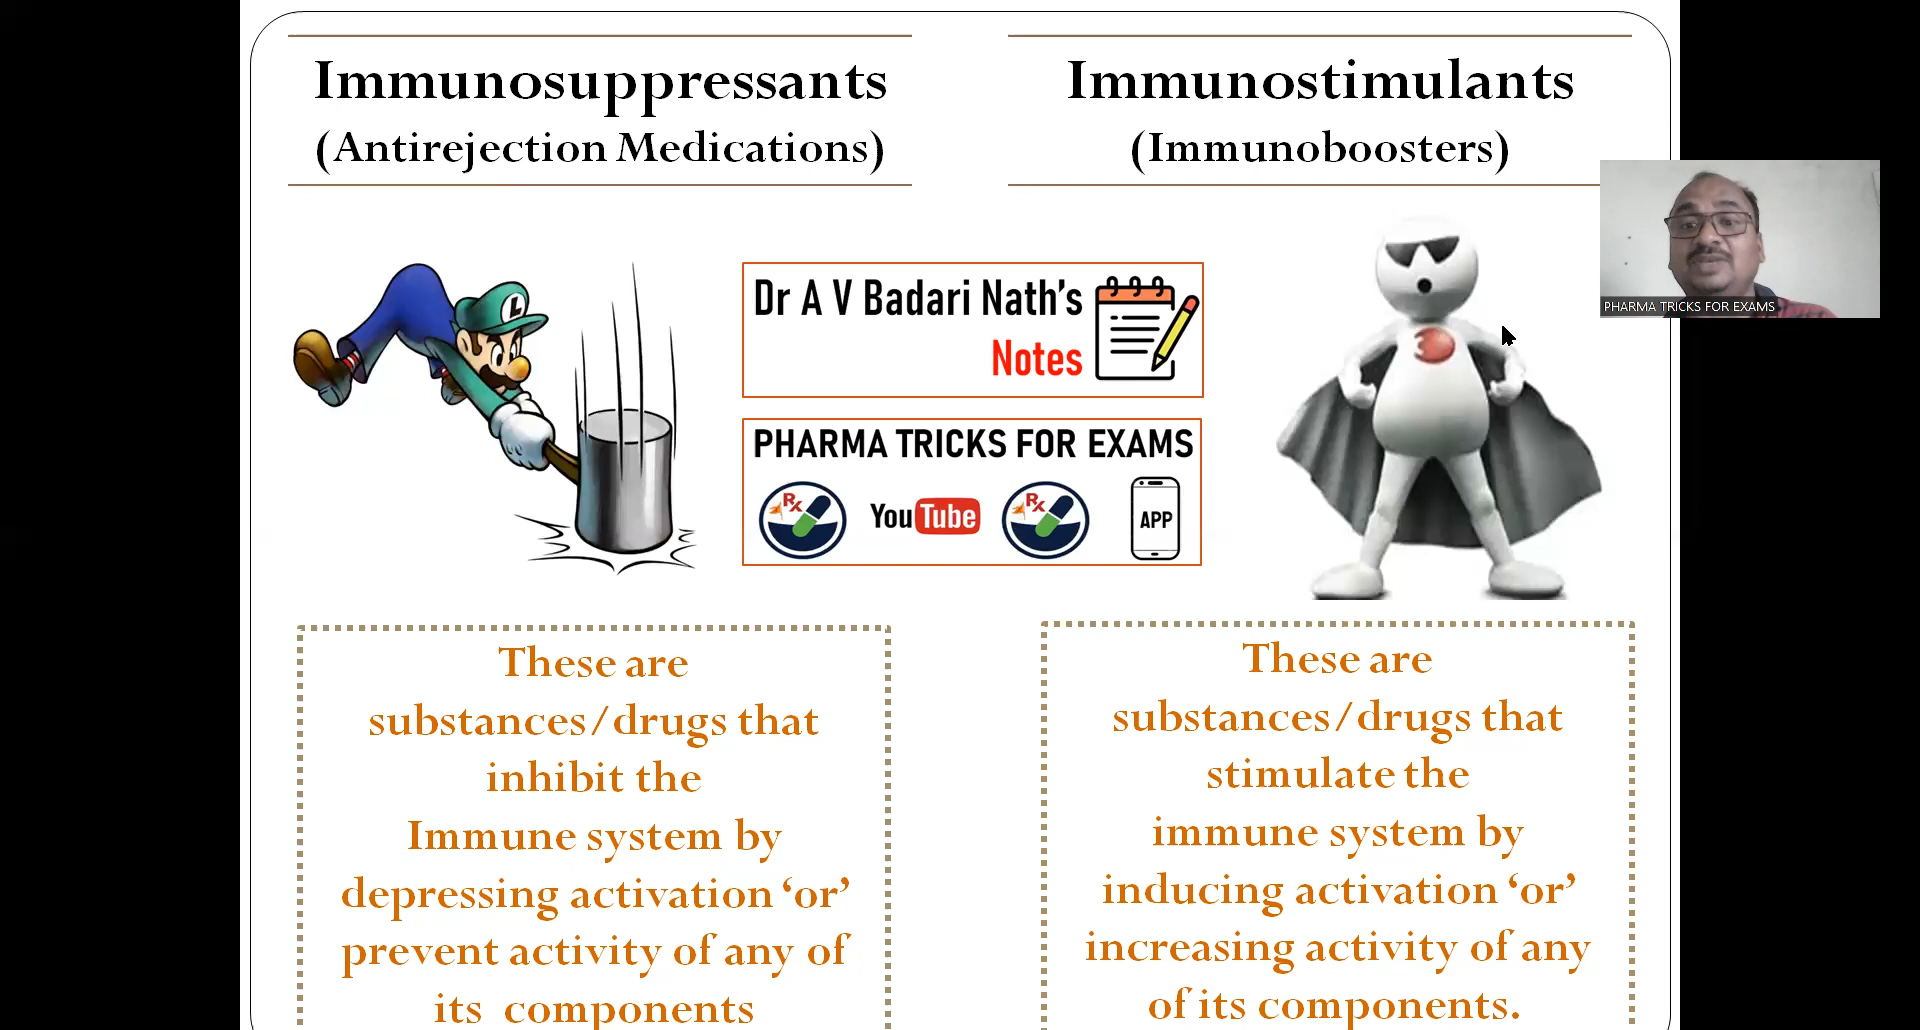 Immunosuppressants
(Antirejection Medications)
Immunostimulants
(Immunoboosters)
L
Dr A V Badari Nath's
Notes
PHARMA TRICKS FOR EXAMS
Rx
YouTube
Rx
APP
PHARMA TRICKS FOR EXAMS
These are
substances/drugs that
inhibit the
Immune system by
depressing activation ‘or’
prevent activity of any of
its components
These are
substances/drugs that
stimulate the
immune system by
inducing activation ‘or’
increasing activity of any
of its components.